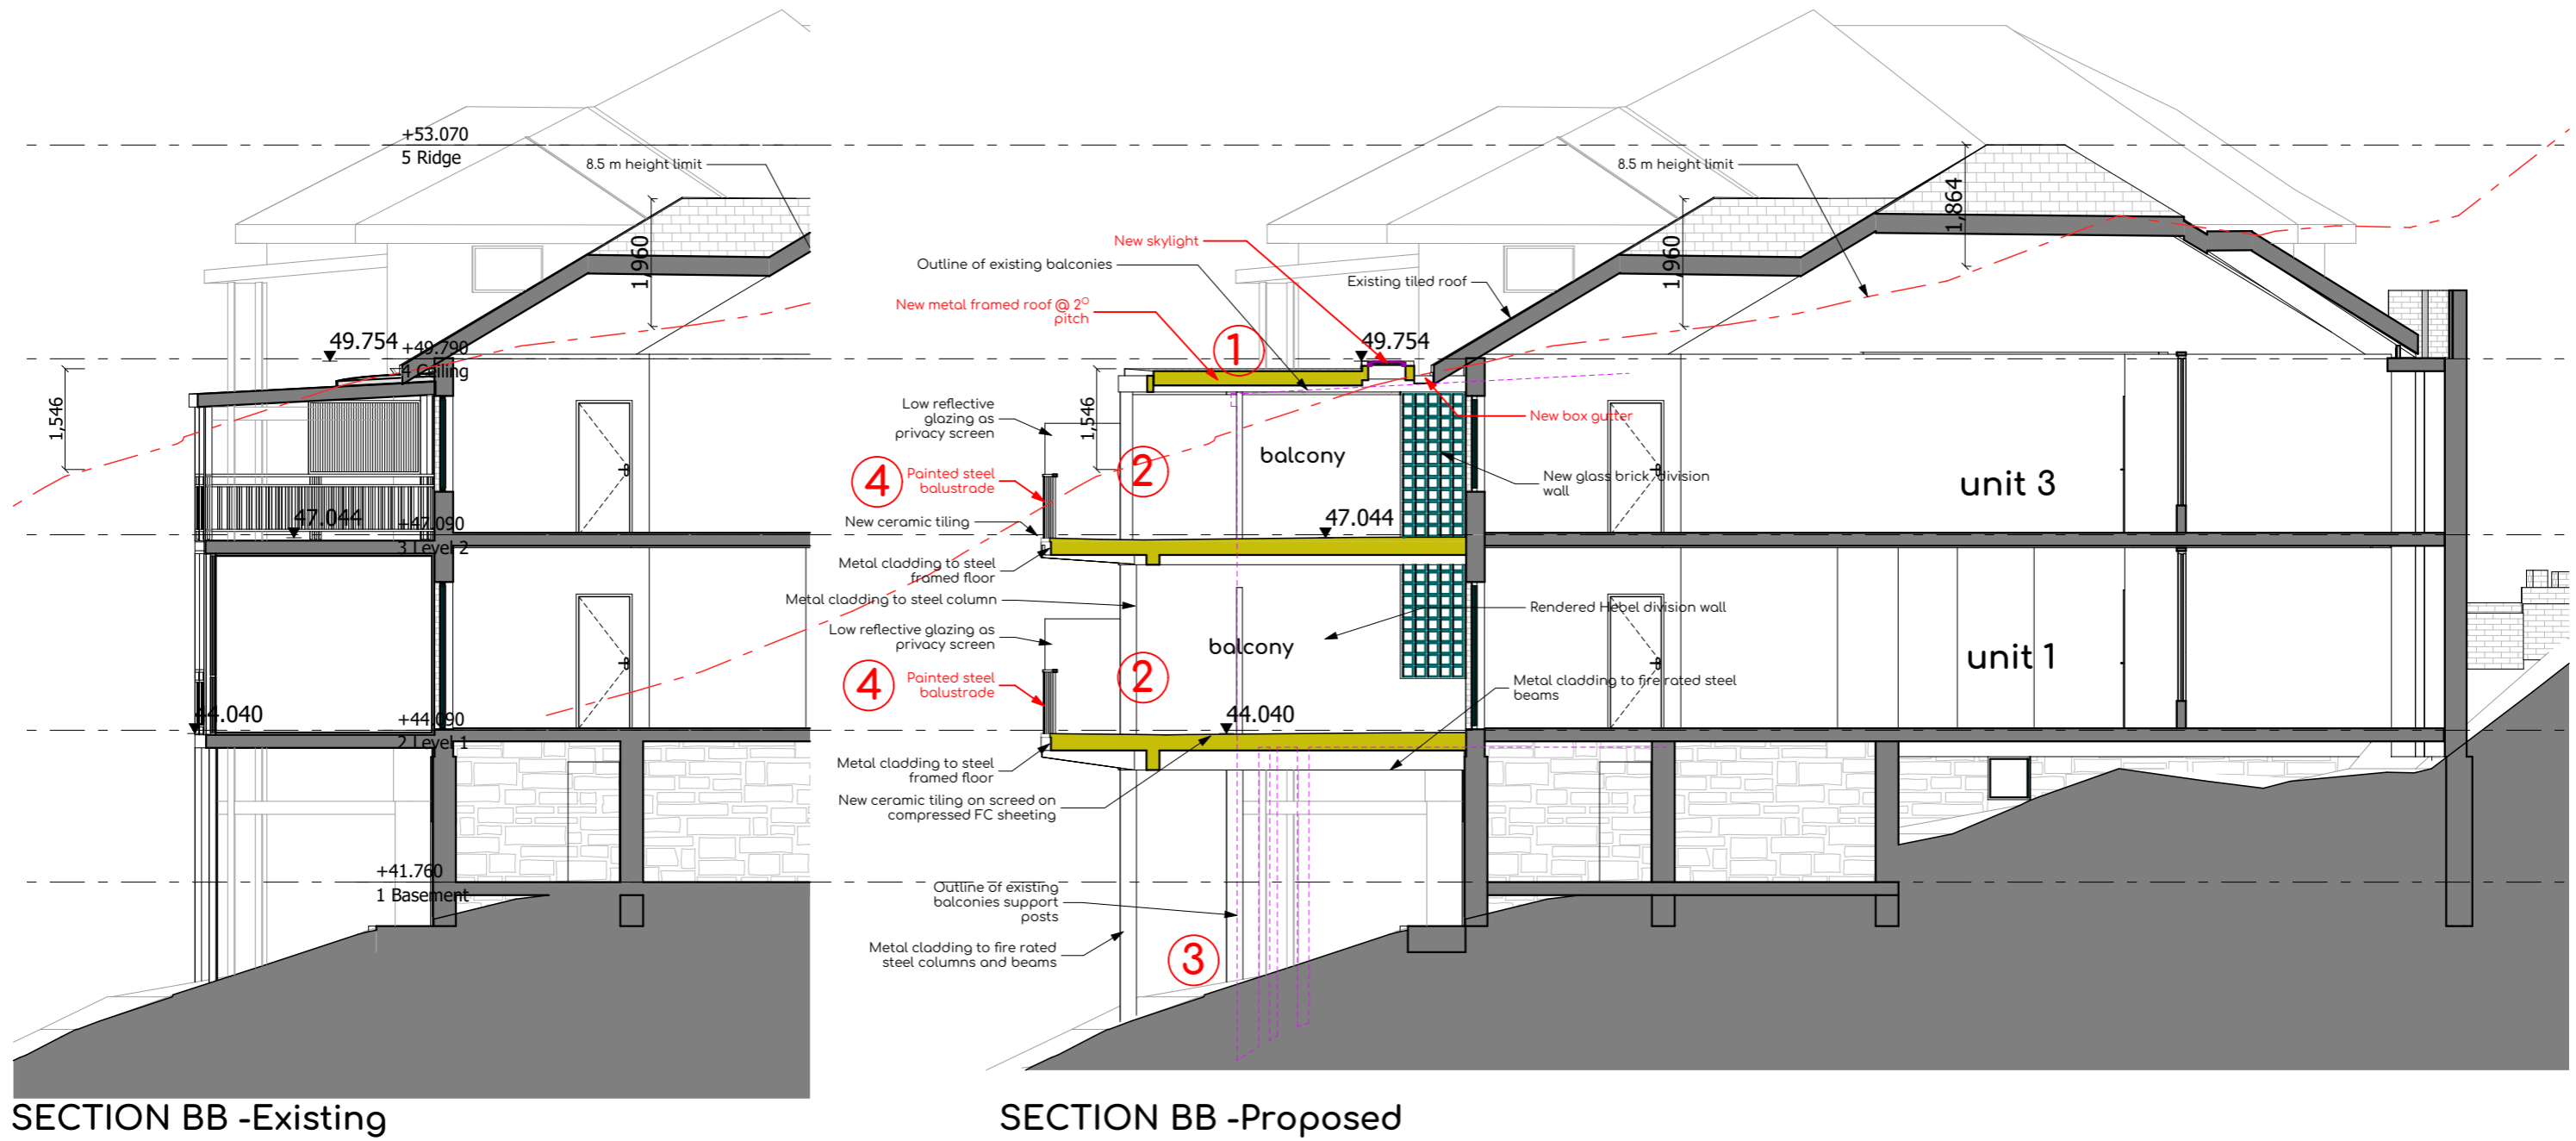 +53.070
5 Ridge
8.5 m height limit
1,960
49.754
+49.790
4 Ceiling
1,546
47.044
+47.090
3 Level 2
44.040
+44.090
2 Level 1
+41.760
1 Basement
SECTION BB -Existing
8.5 m height limit
1,864
1,960
New skylight
Outline of existing balconies
Existing tiled roof
New metal framed roof @ 2°
pitch
1
49.754
New box gutter
Low reflective
glazing as
privacy screen
1,546
balcony
2
4
Painted steel
balustrade
New glass brick division
wall
unit 3
New ceramic tiling
47.044
Metal cladding to steel
framed floor
Metal cladding to steel column
Rendered Hebel division wall
Low reflective glazing as
privacy screen
balcony
unit 1
2
4
Painted steel
balustrade
Metal cladding to fire rated steel
beams
44.040
Metal cladding to steel
framed floor
New ceramic tiling on screed on
compressed FC sheeting
Outline of existing
balconies support
posts
Metal cladding to fire rated
steel columns and beams
3
SECTION BB -Proposed